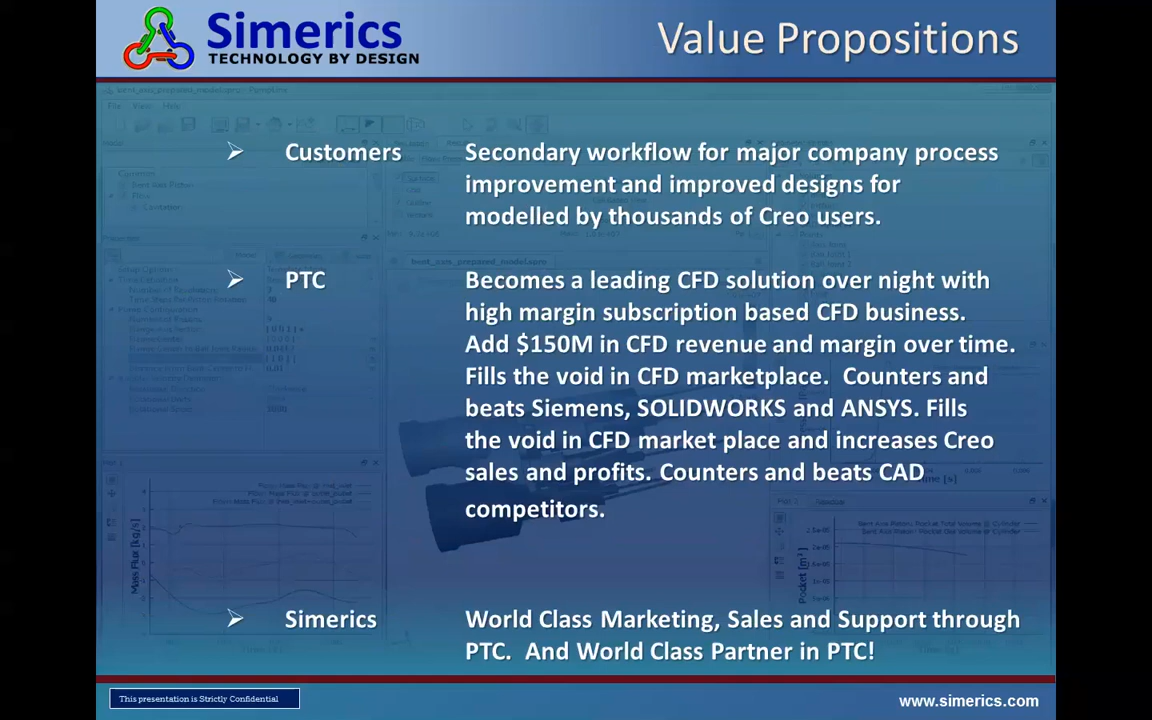 Simerics
TECHNOLOGY BY DESIGN
Value Propositions
Customers
Secondary workflow for major company process
improvement and improved designs for
modelled by thousands of Creo users.
PTC
Becomes a leading CFD solution over night with
high margin subscription based CFD business.
Add $150M in CFD revenue and margin over time.
Fills the void in CFD marketplace.  Counters and
beats Siemens, SOLIDWORKS and ANSYS. Fills
the void in CFD market place and increases Creo
sales and profits. Counters and beats CAD
competitors.
Simerics
World Class Marketing, Sales and Support through
PTC.  And World Class Partner in PTC!
Mass Flux [kg/s]
This presentation is Strictly Confidential
www.simerics.com